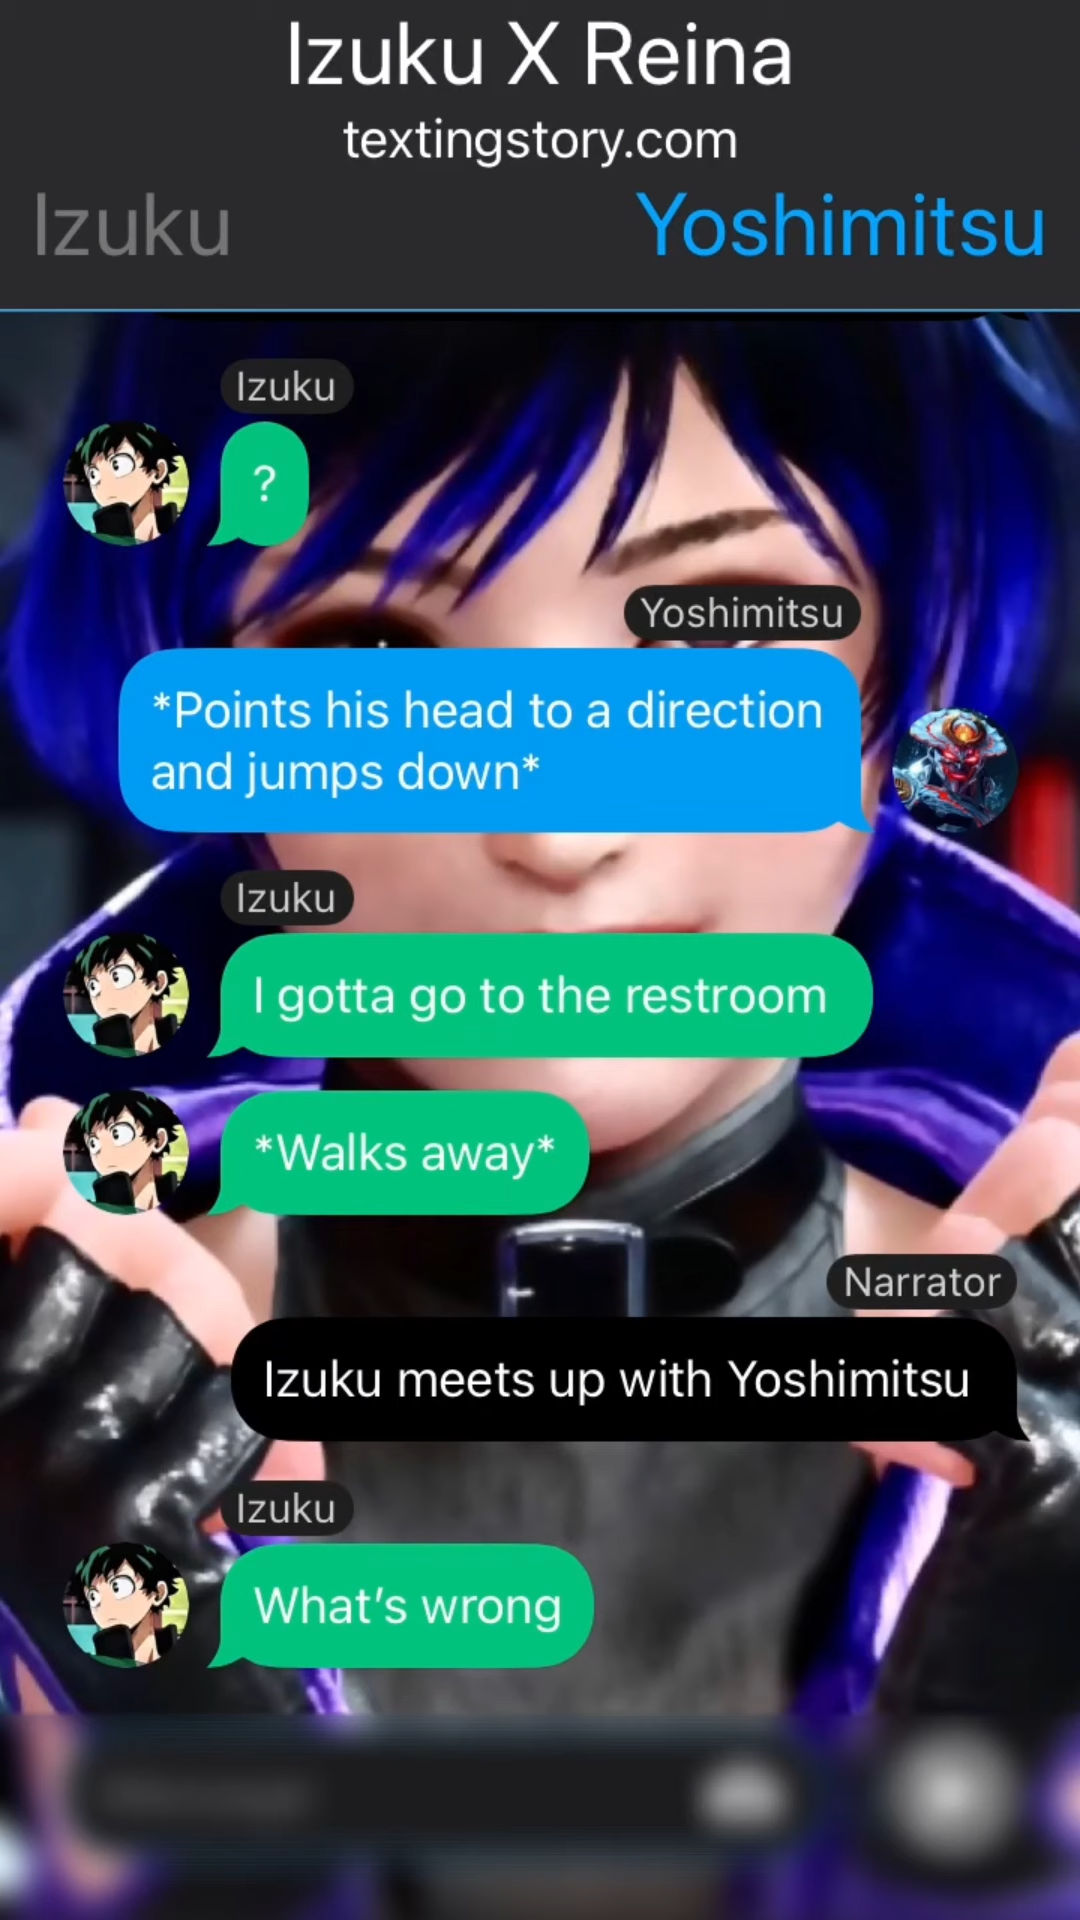 Izuku X Reina
textingstory.com
Izuku
Yoshimitsu
Izuku
?
Yoshimitsu
*Points his head to a direction
and jumps down*
Izuku
I gotta go to the restroom
*Walks away*
Narrator
Izuku meets up with Yoshimitsu
Izuku
What’s wrong